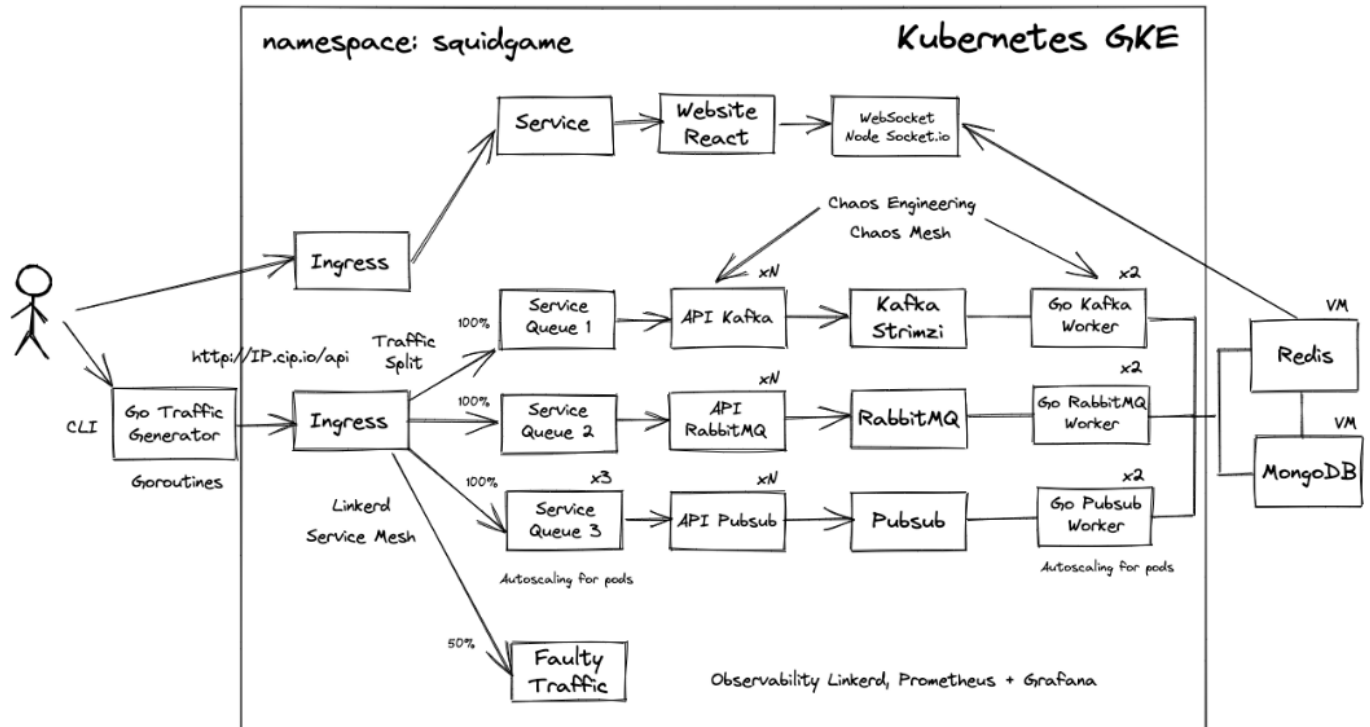 namespace: squidgame
Kubernetes GKE
Service
Website
React
WebSocket
Node Socket.io
Chaos Engineering
Chaos Mesh
Ingress
xN
x2
VM
100%
Service
Queue 1
API Kafka
Kafka
Strimzi
Go Kafka
Worker
Redis
http://IP.cip.io/api
Traffic
Split
CLI
Go Traffic
Generator
Goroutines
Ingress
100%
Service
Queue 2
xN
API
RabbitMQ
RabbitMQ
x2
Go RabbitMQ
Worker
VM
MongoDB
Linkerd
Service Mesh
100%
x3
Service
Queue 3
xN
API Pubsub
Pubsub
x2
Go Pubsub
Worker
Autoscaling for pods
Autoscaling for pods
50%
Faulty
Traffic
Observability Linkerd, Prometheus + Grafana